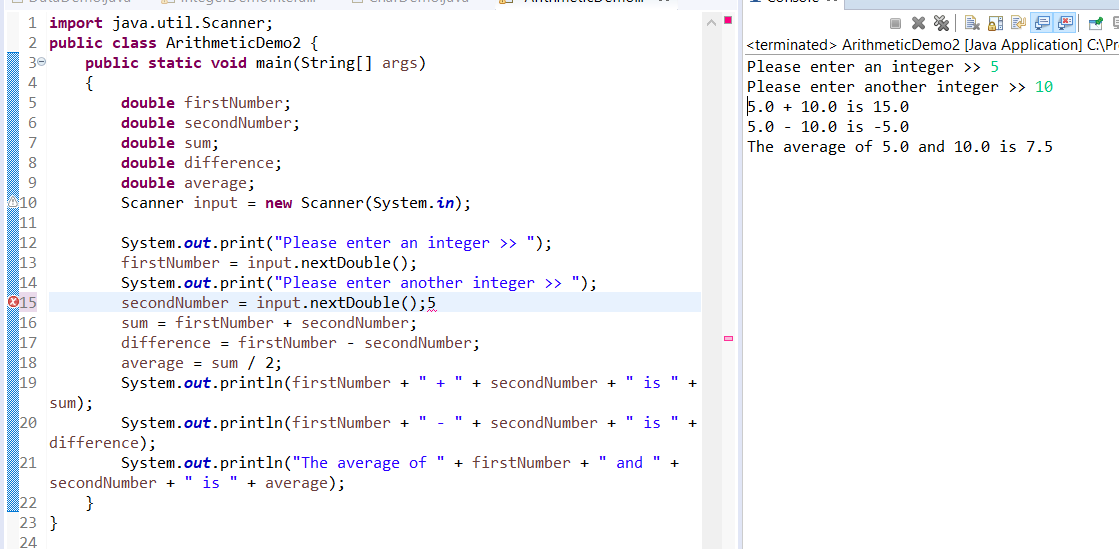 import java.util.Scanner;
public class ArithmeticDemo2 {
public static void main(String[] args)
{
double firstNumber;
double secondNumber;
double sum;
double difference;
double average;
Scanner input = new Scanner(System.in);
System.out.print("Please enter an integer >> ");
firstNumber = input.nextDouble();
System.out.print("Please enter another integer >> ");
secondNumber = input.nextDouble();5
sum = firstNumber + secondNumber;
difference = firstNumber - secondNumber;
average = sum / 2;
System.out.println(firstNumber + " + " + secondNumber + " is " +
sum);
System.out.println(firstNumber + " - " + secondNumber + " is " +
difference);
System.out.println("The average of " + firstNumber + " and " +
secondNumber + " is " + average);
}
}
1
2
3
4
5
6
7
8
9
10
11
12
13
14
15
16
17
18
19
20
21
22
23
24
<terminated> ArithmeticDemo2 [Java Application] C:\Pr
Please enter an integer >> 5
Please enter another integer >> 10
5.0 + 10.0 is 15.0
5.0 - 10.0 is -5.0
The average of 5.0 and 10.0 is 7.5